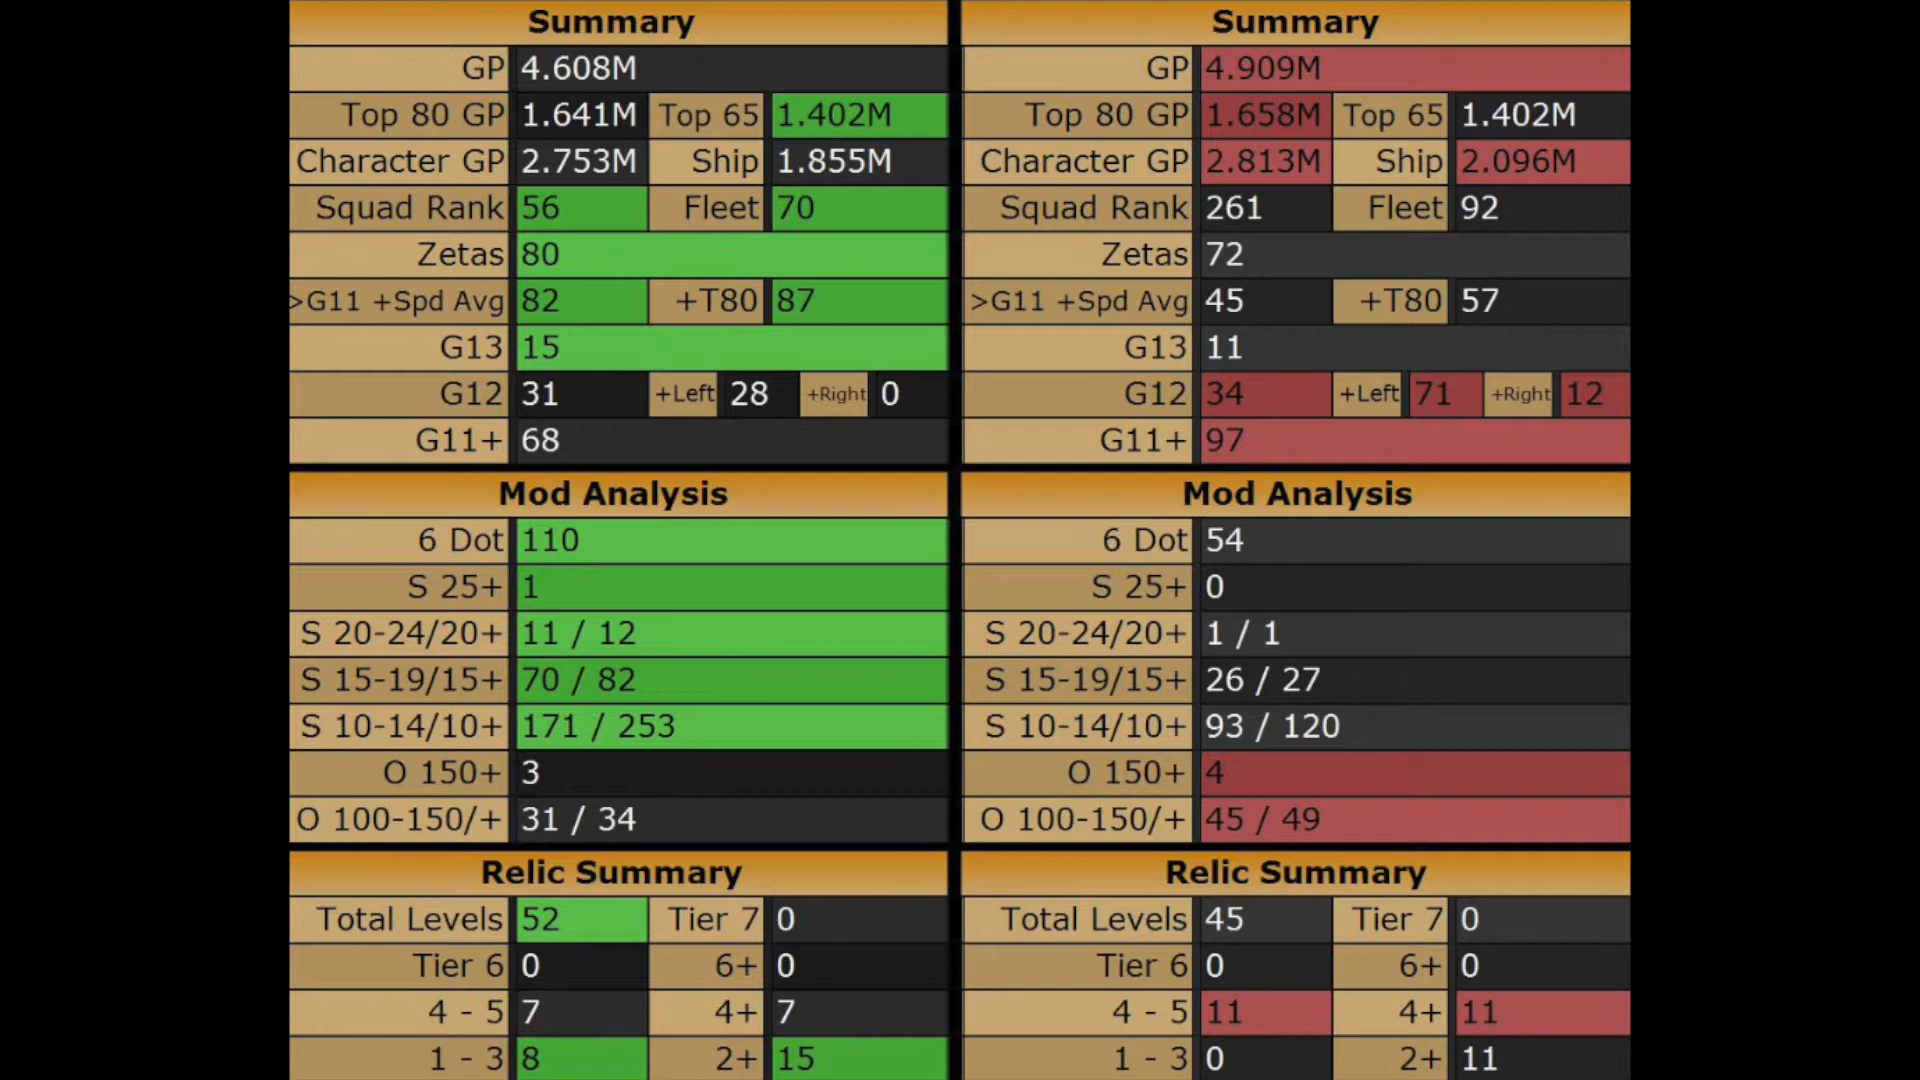 Summary
GP 4.608M
Top 80 GP 1.641M Top 65 1.402M
Character GP 2.753M Ship 1.855M
Squad Rank 56 Fleet 70
Zetas 80
>G11 +Spd Avg 82 +T80 87
G13 15
G12 31 +Left 28 +Right 0
G11+ 68
Mod Analysis
6 Dot 110
S 25+ 1
S 20-24/20+ 11 / 12
S 15-19/15+ 70 / 82
S 10-14/10+ 171 / 253
O 150+ 3
O 100-150/+ 31 / 34
Relic Summary
Total Levels 52 Tier 7 0
Tier 6 0 6+ 0
4 - 5 7 4+ 7
1 - 3 8 2+ 15
Summary
GP 4.909M
Top 80 GP 1.658M Top 65 1.402M
Character GP 2.813M Ship 2.096M
Squad Rank 261 Fleet 92
Zetas 72
>G11 +Spd Avg 45 +T80 57
G13 11
G12 34 +Left 71 +Right 12
G11+ 97
Mod Analysis
6 Dot 54
S 25+ 0
S 20-24/20+ 1 / 1
S 15-19/15+ 26 / 27
S 10-14/10+ 93 / 120
O 150+ 4
O 100-150/+ 45 / 49
Relic Summary
Total Levels 45 Tier 7 0
Tier 6 0 6+ 0
4 - 5 11 4+ 11
1 - 3 0 2+ 11